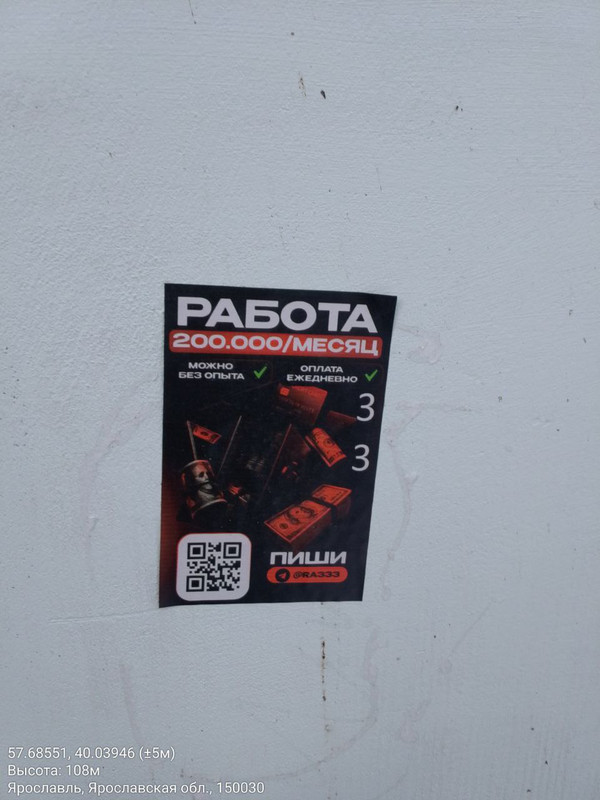 РАБОТА
200.000/МЕСЯЦ
МОЖНО
БЕЗ ОПЫТА
ОПЛАТА
ЕЖЕДНЕВНО
3
3
ПИШИ
@RA333
57.68551, 40.03946 (±5м)
Высота: 108м
Ярославль, Ярославская обл., 150030